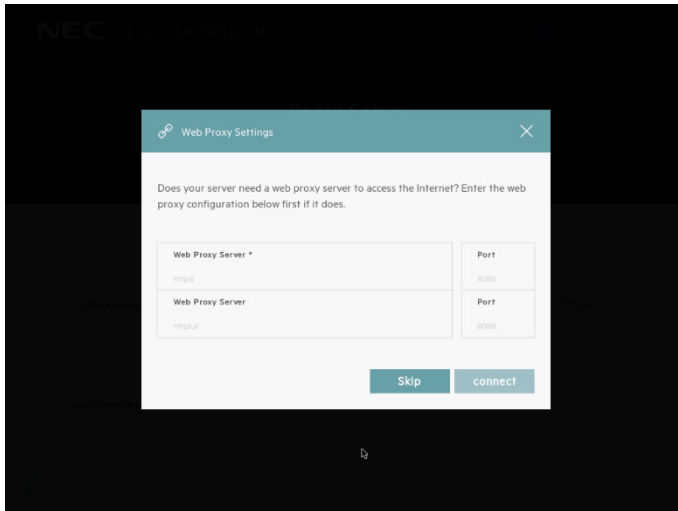 NEC
Web Proxy Settings
Does your server need a web proxy server to access the Internet? Enter the web
proxy configuration below first if it does.
Web Proxy Server * Port
http:// 8080
Web Proxy Server Port
https:// 8080
Skip connect